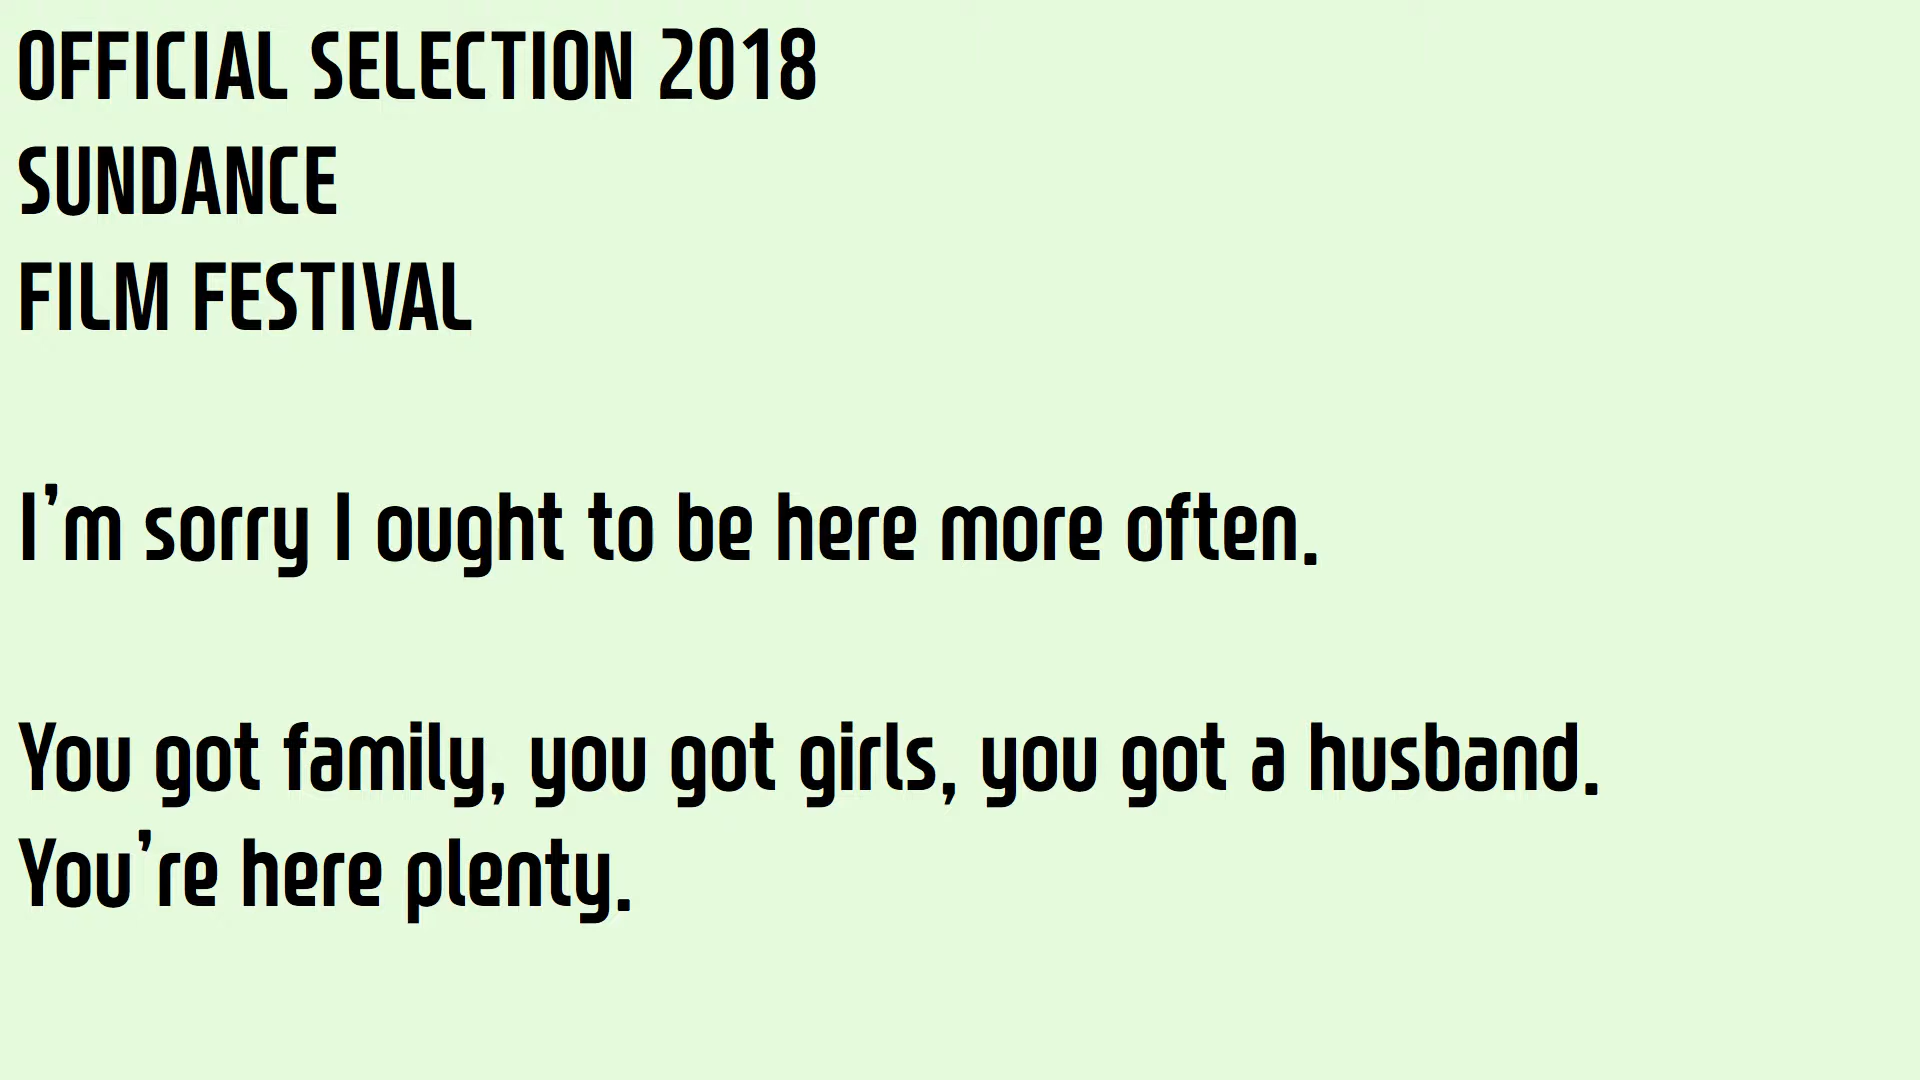 OFFICIAL SELECTION 2018
SUNDANCE
FILM FESTIVAL
I’m sorry I ought to be here more often.
You got family, you got girls, you got a husband.
You’re here plenty.